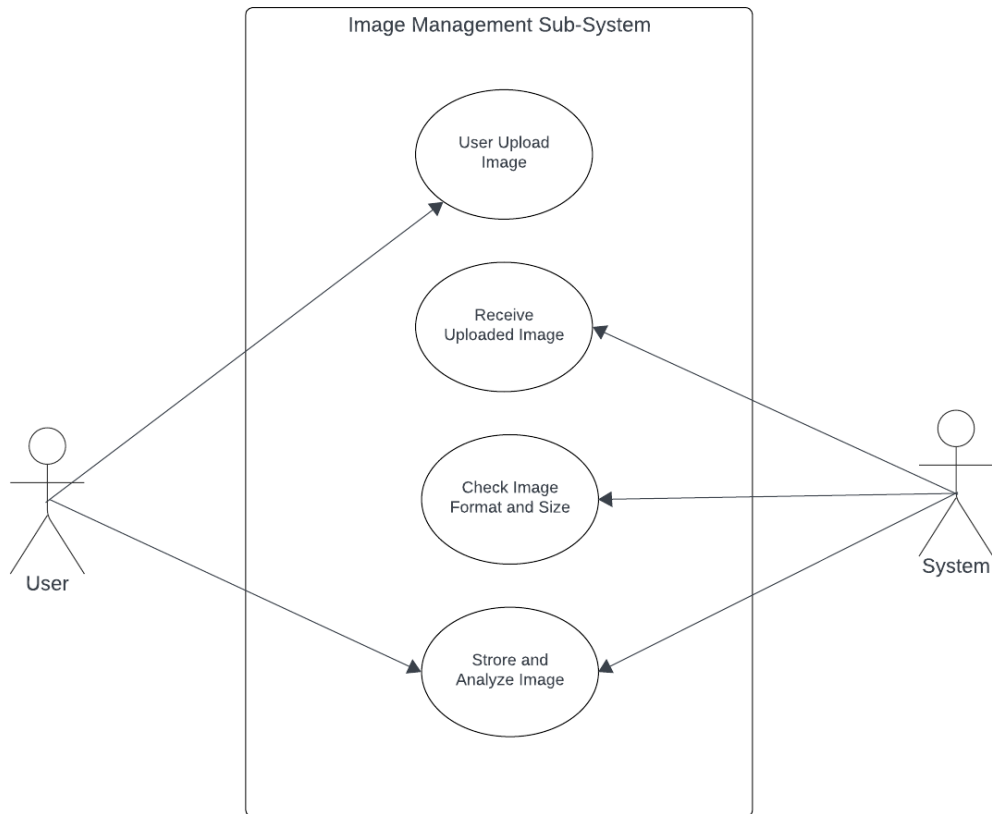 Image Management Sub-System
User Upload
Image
Receive
Uploaded Image
Check Image
Format and Size
Strore and
Analyze Image
User
System